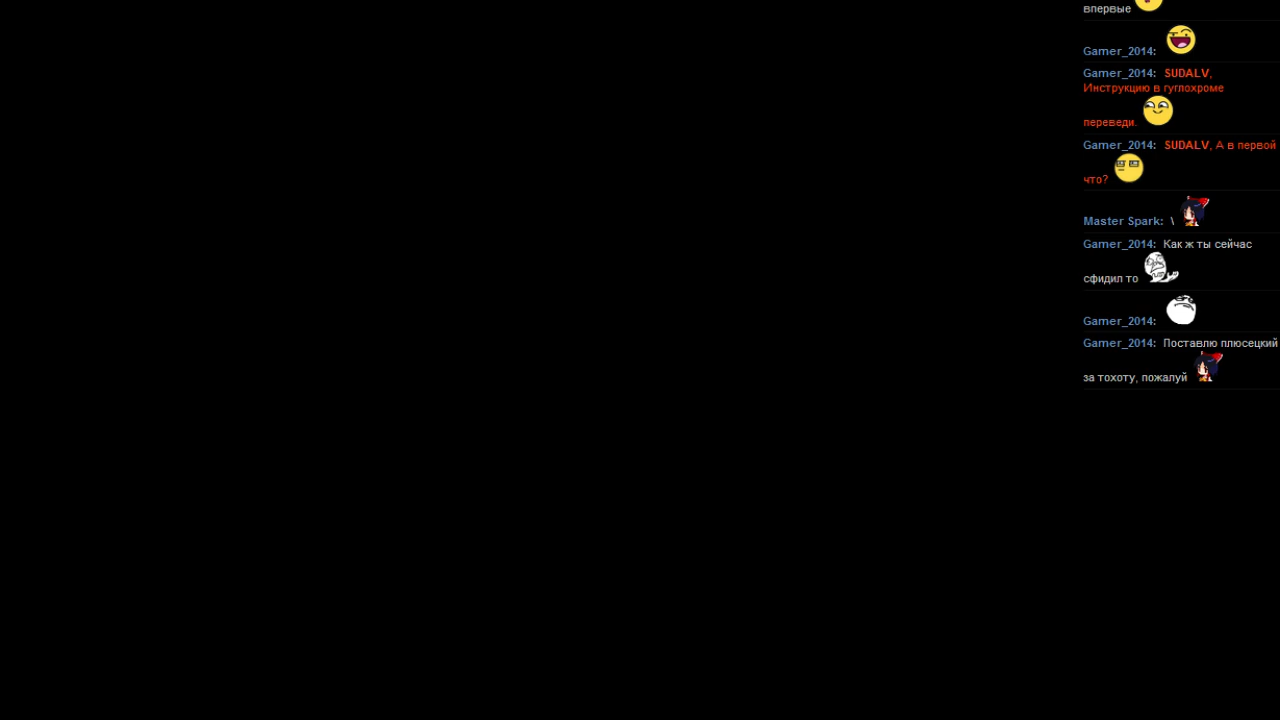 впервые
Gamer_2014:
Gamer_2014: SUDALV,
Инструкцию в гуглохроме
переведи.
Gamer_2014: SUDALV, А в первой
что?
Master Spark: \
Gamer_2014: Как ж ты сейчас
сфидил то
Gamer_2014:
Gamer_2014: Поставлю плюсецкий
за тохоту, пожалуй